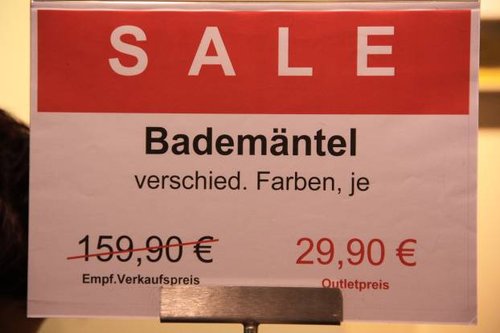 SALE
Bademäntel
verschied. Farben, je
159,90 € 29,90 €
Empf.Verkaufspreis Outletpreis